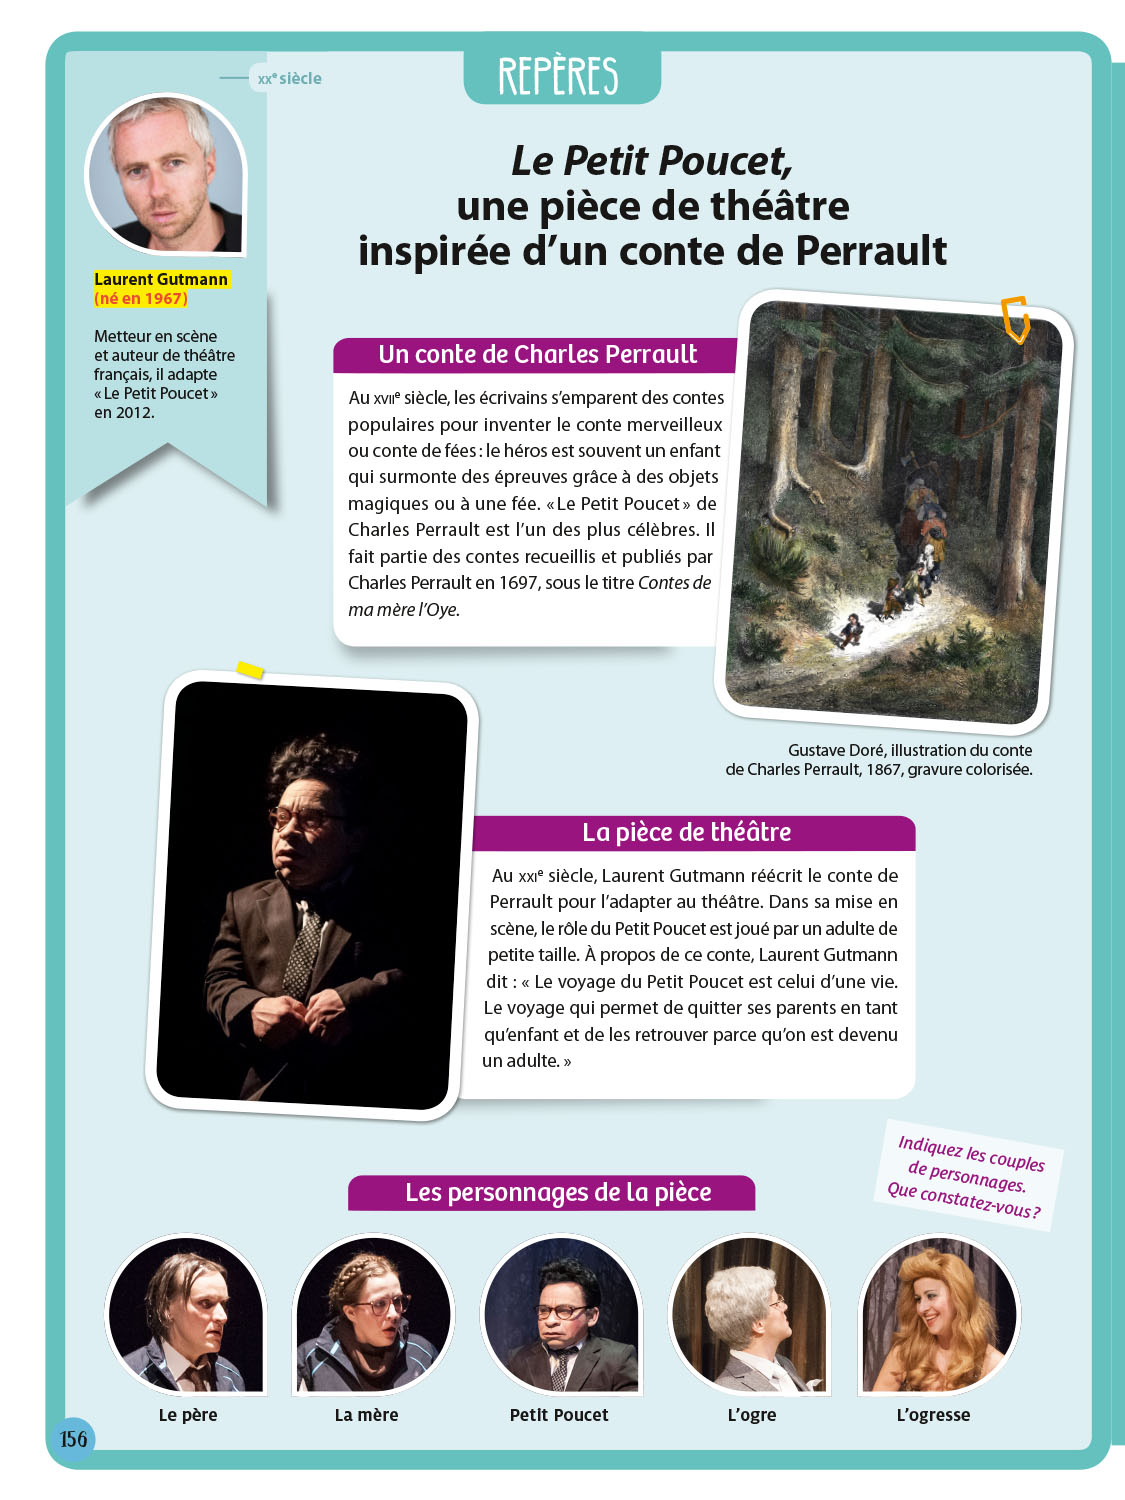 REPÈRES
XXe siècle
Laurent Gutmann
(né en 1967)
Metteur en scène
et auteur de théâtre
français, il adapte
« Le Petit Poucet »
en 2012.
Le Petit Poucet,
une pièce de théâtre
inspirée d’un conte de Perrault
Un conte de Charles Perrault
Au XVIIe siècle, les écrivains s’emparent des contes
populaires pour inventer le conte merveilleux
ou conte de fées : le héros est souvent un enfant
qui surmonte des épreuves grâce à des objets
magiques ou à une fée. « Le Petit Poucet » de
Charles Perrault est l’un des plus célèbres. Il
fait partie des contes recueillis et publiés par
Charles Perrault en 1697, sous le titre Contes de
ma mère l’Oye.
Gustave Doré, illustration du conte
de Charles Perrault, 1867, gravure colorisée.
La pièce de théâtre
Au XXIe siècle, Laurent Gutmann réécrit le conte de
Perrault pour l’adapter au théâtre. Dans sa mise en
scène, le rôle du Petit Poucet est joué par un adulte de
petite taille. À propos de ce conte, Laurent Gutmann
dit : « Le voyage du Petit Poucet est celui d’une vie.
Le voyage qui permet de quitter ses parents en tant
qu’enfant et de les retrouver parce qu’on est devenu
un adulte. »
Indiquez les couples
de personnages.
Que constatez-vous ?
Les personnages de la pièce
Le père
La mère
Petit Poucet
L’ogre
L’ogresse
156